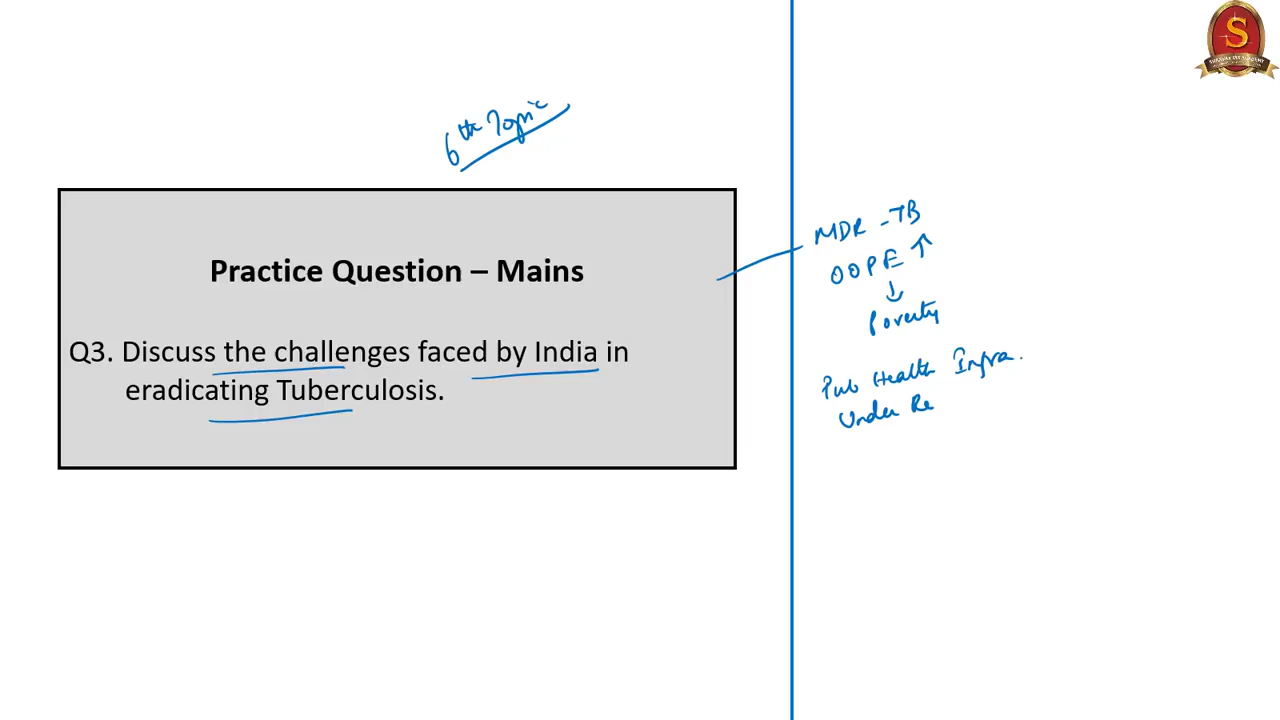 S
6th Topic
Practice Question – Mains
Q3. Discuss the challenges faced by India in
eradicating Tuberculosis.
MDR -TB
OOPE ↑
↓
Poverty
Pub Health Infra.
Under Re